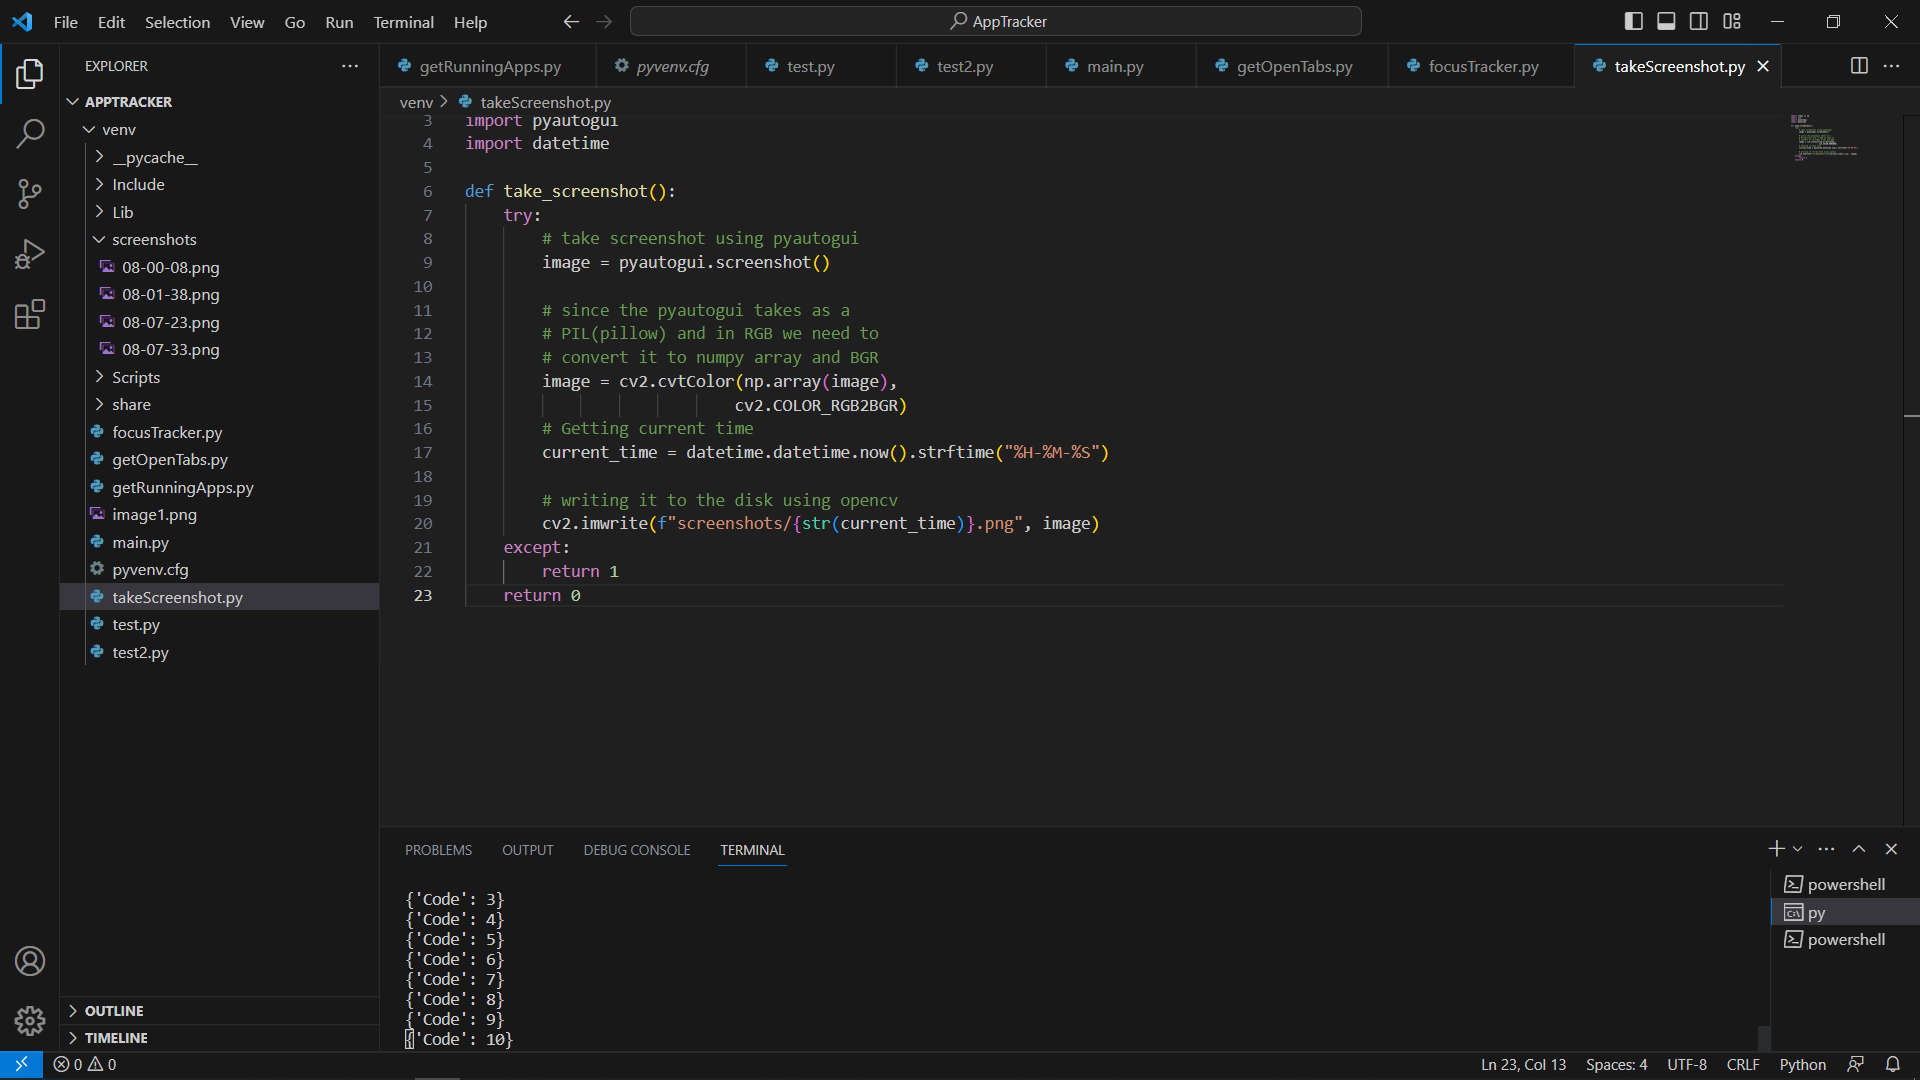 File Edit Selection View Go Run Terminal Help
AppTracker
EXPLORER
APPTRACKER
venv
__pycache__
Include
Lib
screenshots
08-00-08.png
08-01-38.png
08-07-23.png
08-07-33.png
Scripts
share
focusTracker.py
getOpenTabs.py
getRunningApps.py
image1.png
main.py
pyvenv.cfg
takeScreenshot.py
test.py
test2.py
OUTLINE
TIMELINE
getRunningApps.py pyvenv.cfg test.py test2.py main.py getOpenTabs.py focusTracker.py takeScreenshot.py
venv > takeScreenshot.py
3 import pyautogui
4 import datetime
5
6 def take_screenshot():
7 try:
8 # take screenshot using pyautogui
9 image = pyautogui.screenshot()
10
11 # since the pyautogui takes as a
12 # PIL(pillow) and in RGB we need to
13 # convert it to numpy array and BGR
14 image = cv2.cvtColor(np.array(image),
15 cv2.COLOR_RGB2BGR)
16 # Getting current time
17 current_time = datetime.datetime.now().strftime("%H-%M-%S")
18
19 # writing it to the disk using opencv
20 cv2.imwrite(f"screenshots/{str(current_time)}.png", image)
21 except:
22 return 1
23 return 0
PROBLEMS OUTPUT DEBUG CONSOLE TERMINAL
{'Code': 3}
{'Code': 4}
{'Code': 5}
{'Code': 6}
{'Code': 7}
{'Code': 8}
{'Code': 9}
{'Code': 10}
powershell
py
powershell
0 0
Ln 23, Col 13 Spaces: 4 UTF-8 CRLF Python